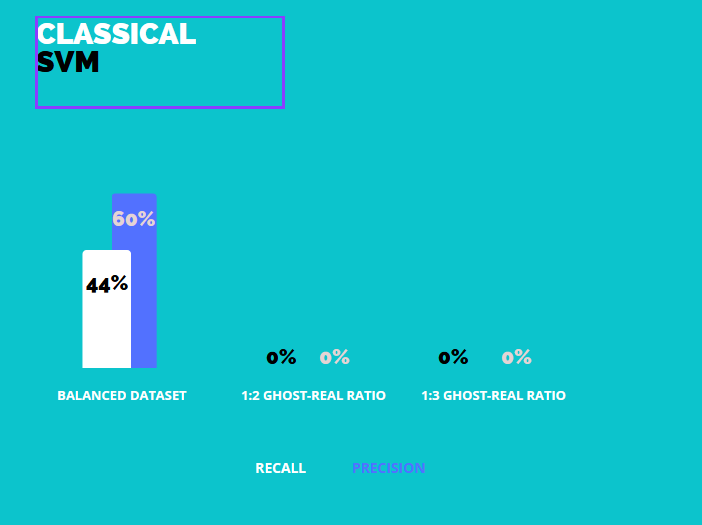 CLASSICAL
SVM
60%
44%
0% 0% 0% 0%
BALANCED DATASET 1:2 GHOST-REAL RATIO 1:3 GHOST-REAL RATIO
RECALL PRECISION